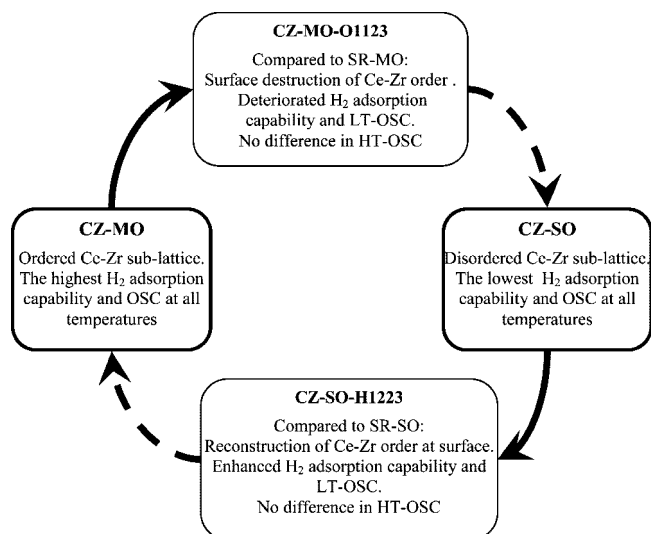 CZ-MO-O1123
Compared to SR-MO:
Surface destruction of Ce-Zr order .
Deteriorated H₂ adsorption
capability and LT-OSC.
No difference in HT-OSC
CZ-MO
Ordered Ce-Zr sub-lattice.
The highest H₂ adsorption
capability and OSC at all
temperatures
CZ-SO
Disordered Ce-Zr sub-lattice.
The lowest H₂ adsorption
capability and OSC at all
temperatures
CZ-SO-H1223
Compared to SR-SO:
Reconstruction of Ce-Zr order at surface.
Enhanced H₂ adsorption capability and
LT-OSC.
No difference in HT-OSC